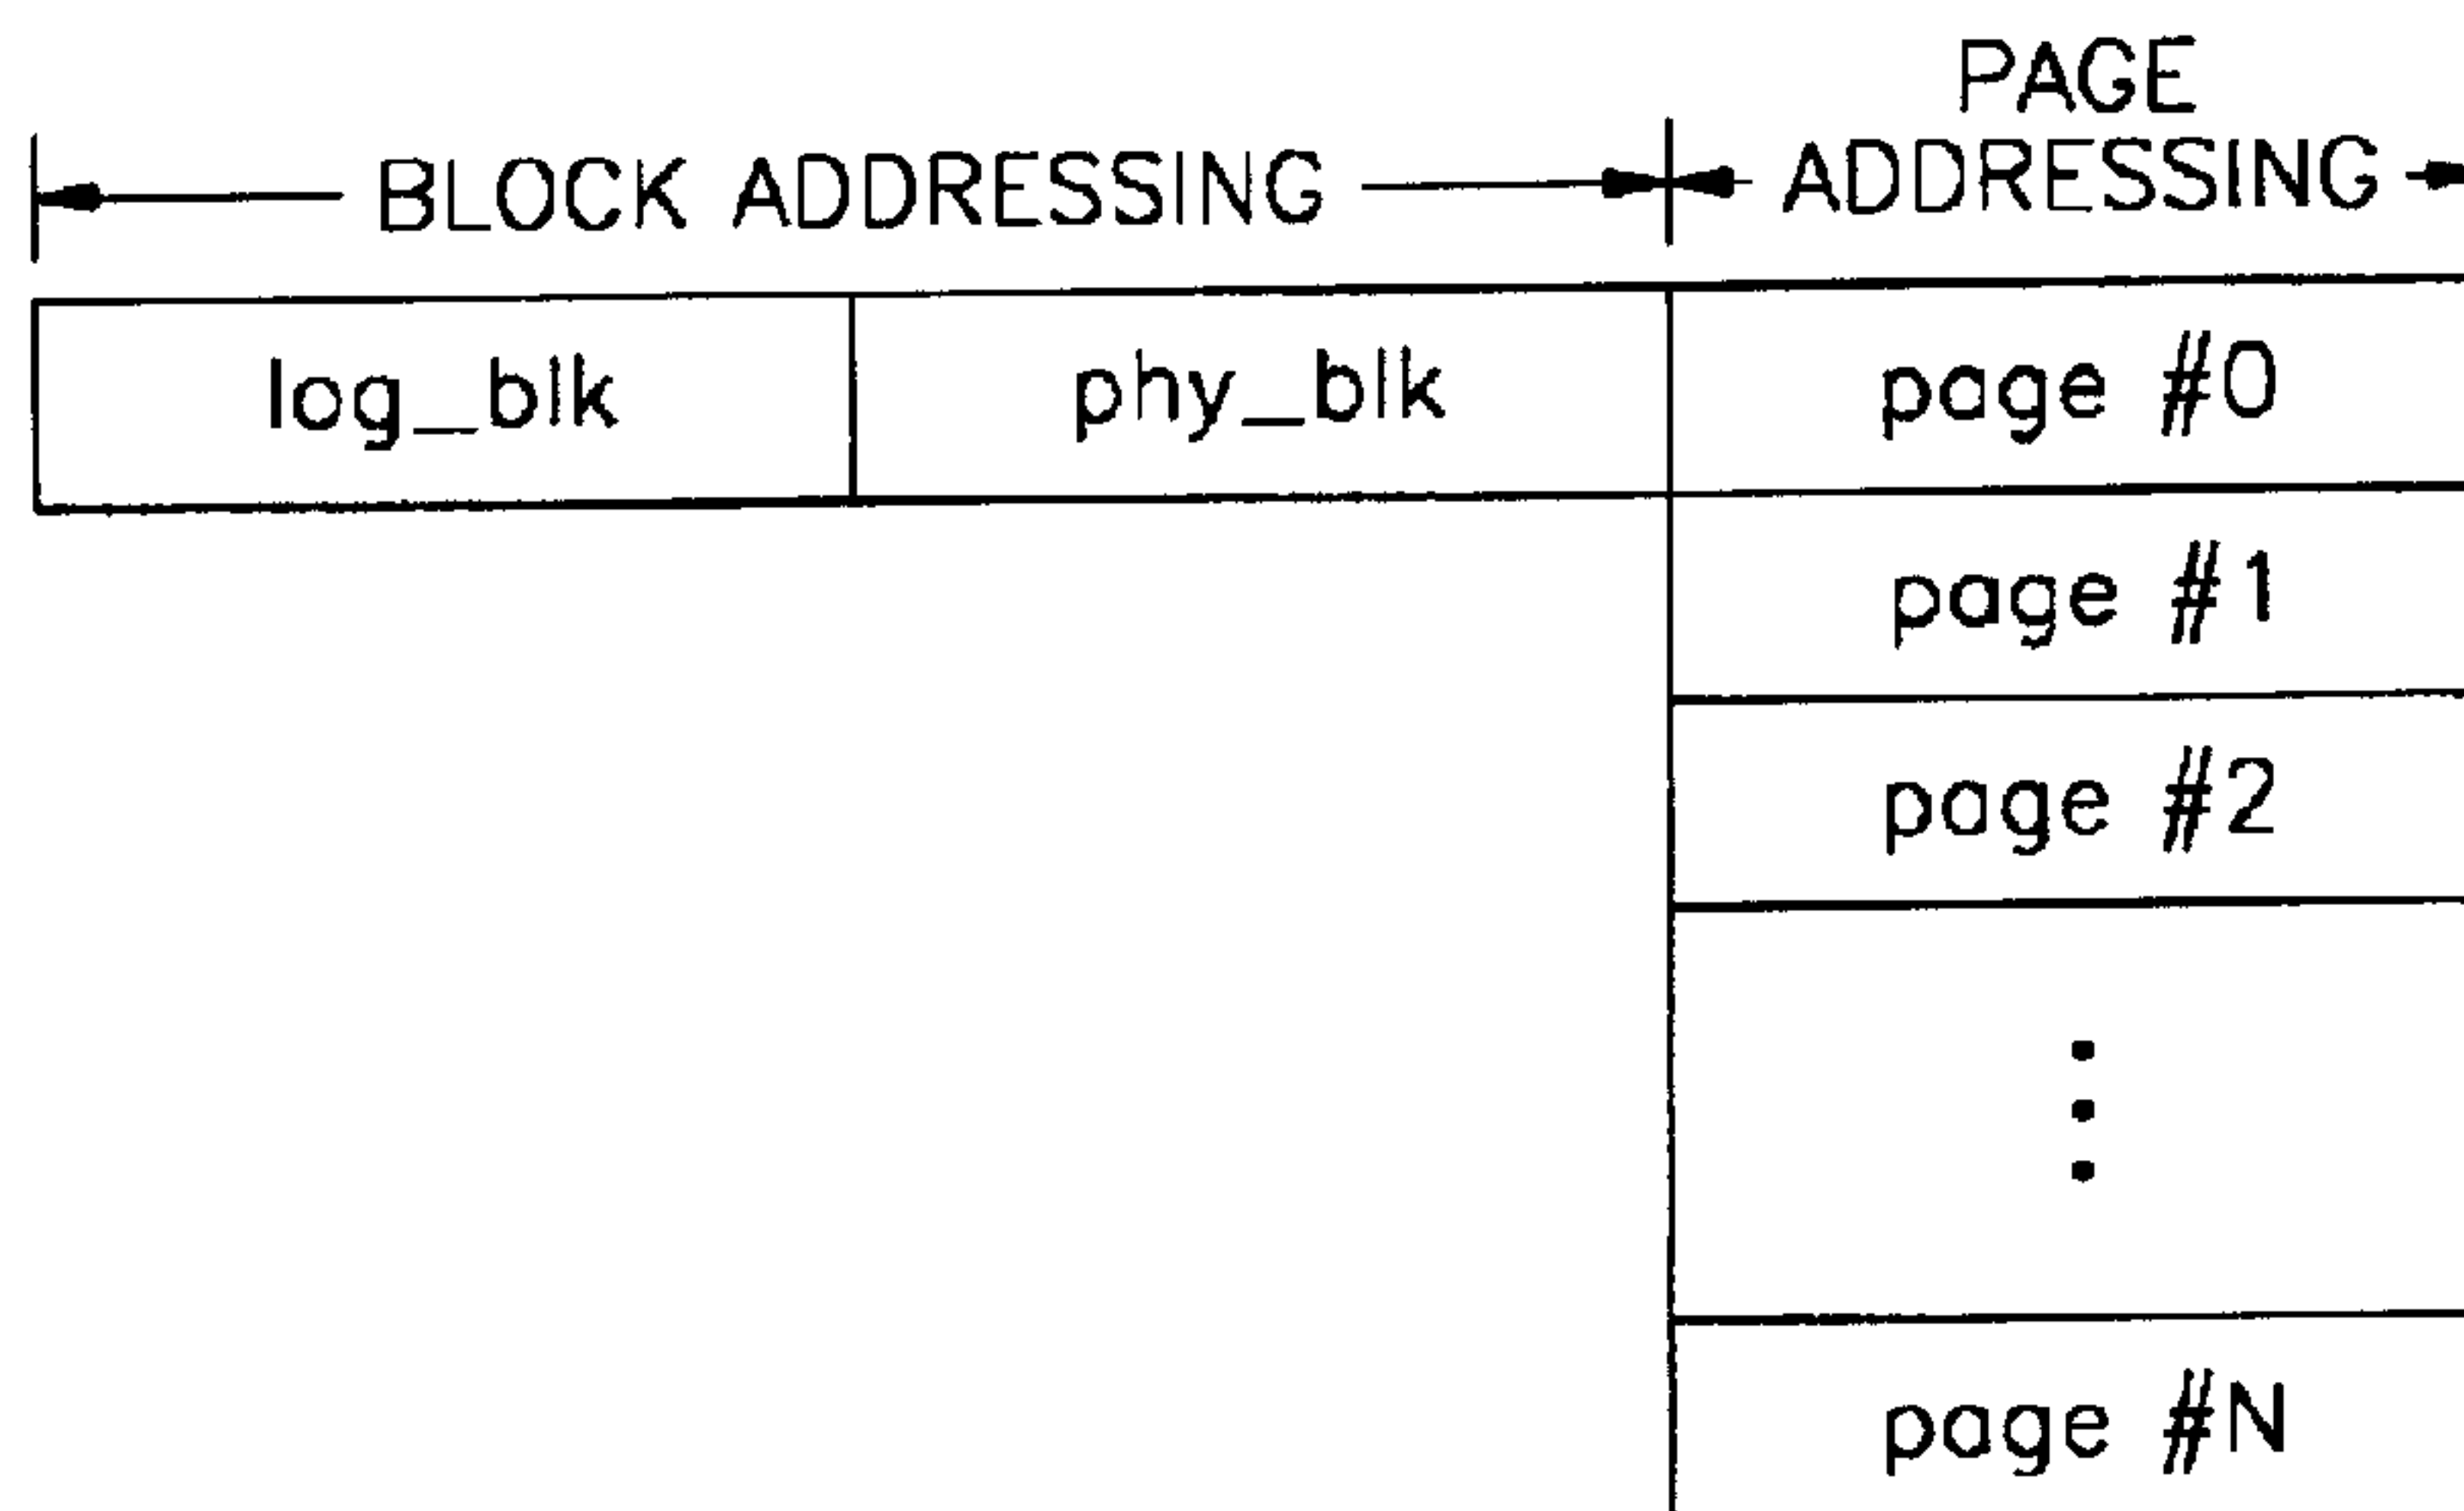 PAGE
BLOCK ADDRESSING ADDRESSING
log_blk phy_blk page #0
page #1
page #2
page #N